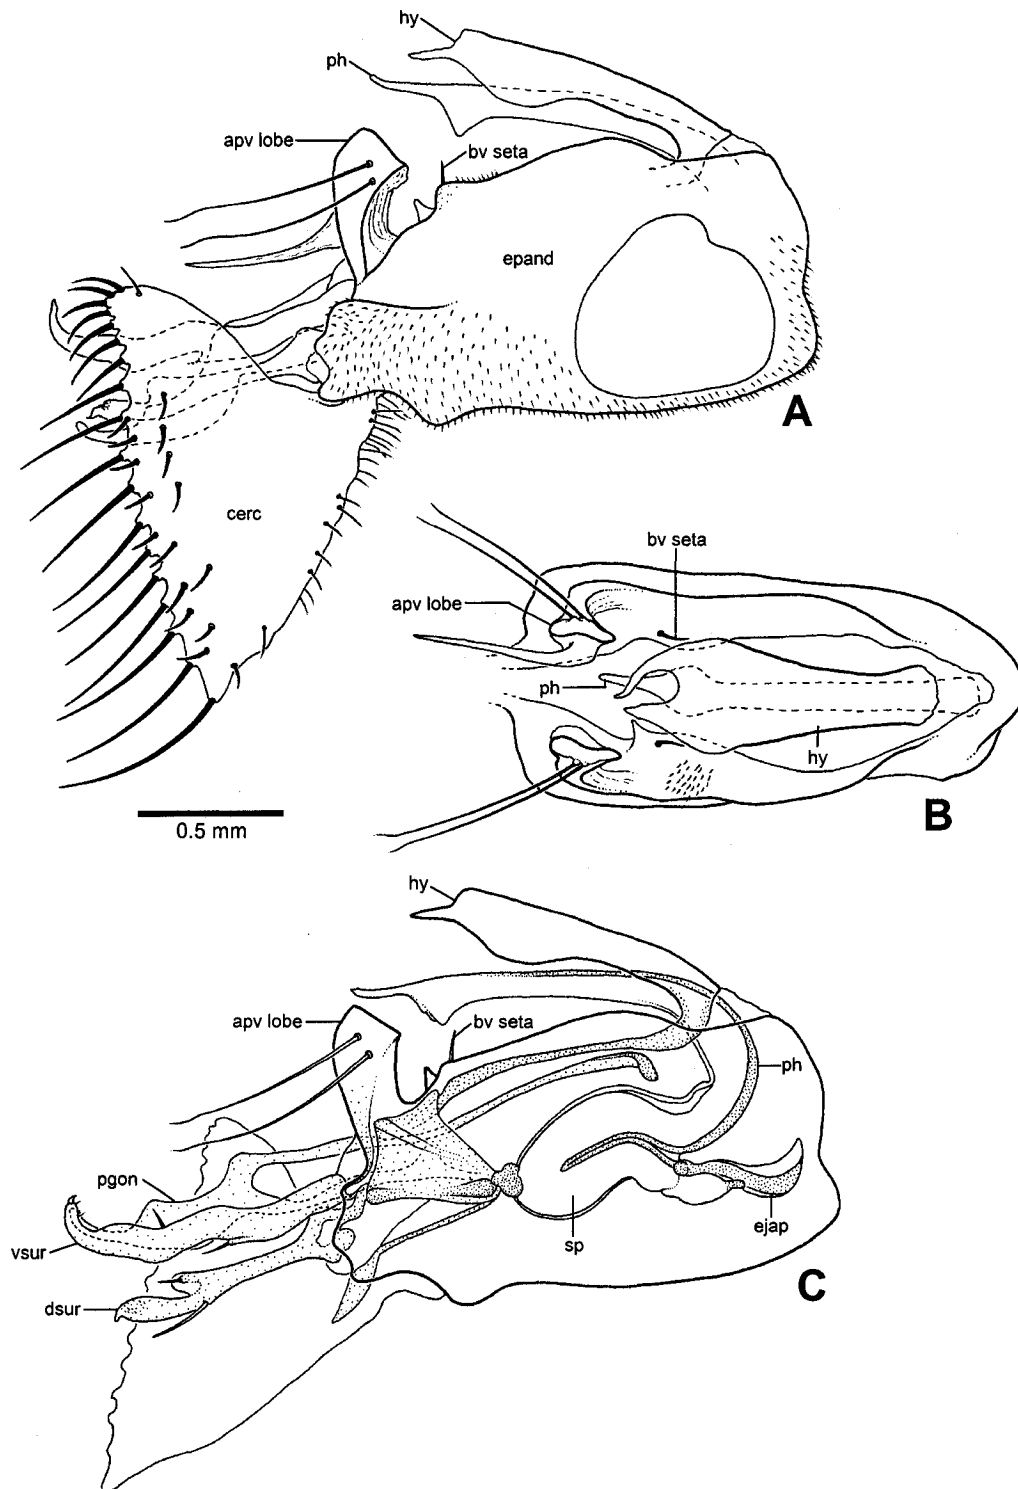 hy
ph
apv lobe
bv seta
epand
A
cerc
bv seta
apv lobe
ph
hy
B
0.5 mm
hy
apv lobe
bv seta
ph
pgon
vsur
sp
ejap
dsur
C